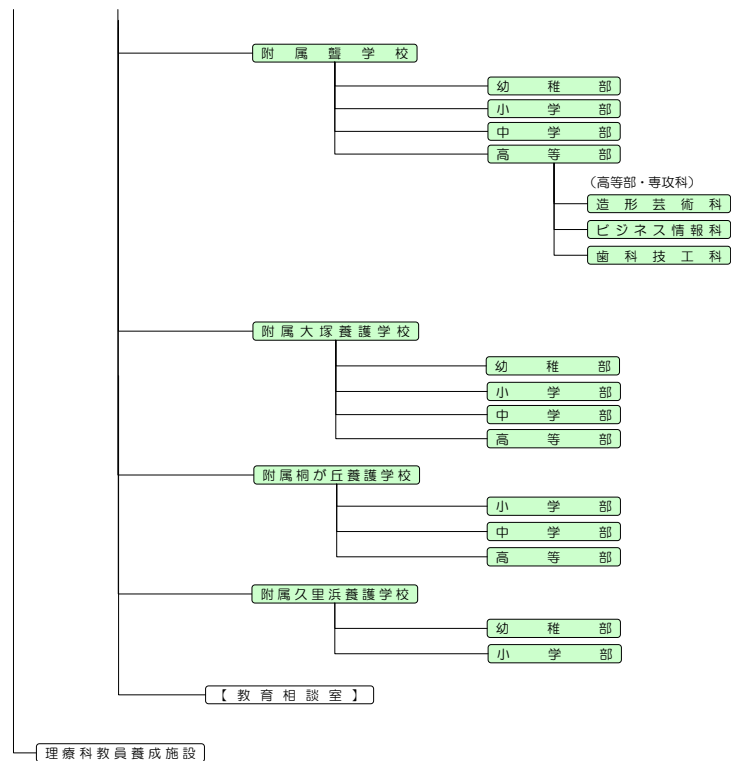 附属聾学校
幼稚部
小学部
中学部
高等部
（高等部・専攻科）
造形芸術科
ビジネス情報科
歯科技工科
附属大塚養護学校
幼稚部
小学部
中学部
高等部
附属桐が丘養護学校
小学部
中学部
高等部
附属久里浜養護学校
幼稚部
小学部
【教育相談室】
理療科教員養成施設